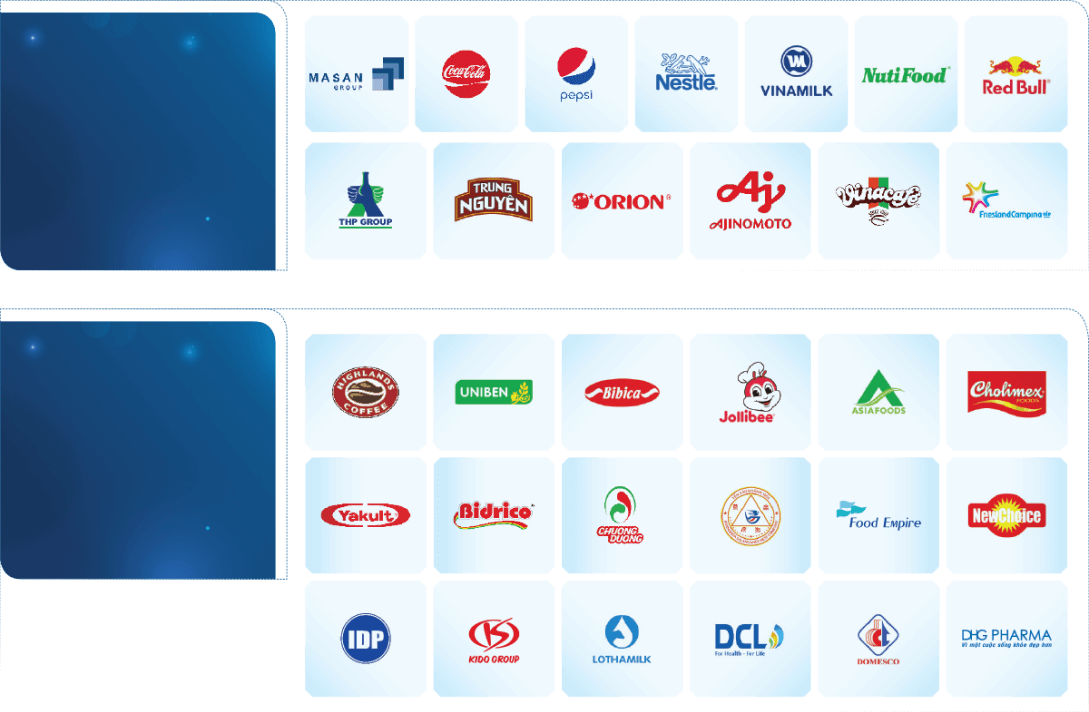 MASAN
GROUP
Coca-Cola
pepsi
Nestlé
VINAMILK
NutiFood
Red Bull
THP GROUP
TRUNG
NGUYÊN
ORION
Aj
AJINOMOTO
Vinacafé
FrieslandCampina
HIGHLANDS
COFFEE
UNIBEN
Bibica
Jollibee
ASIAFOODS
Cholimex
FOODS
Yakult
Bidrico
CHUONG
DUONG
Food Empire
NewChoice
IDP
KIDO GROUP
LOTHAMILK
DCL
For Health - For Life
DOMESCO
DHG PHARMA
Vì một cuộc sống khỏe đẹp hơn